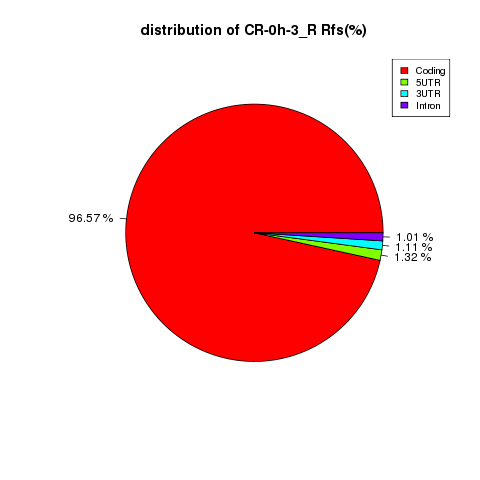 distribution of CR-0h-3_R Rfs(%)
Coding
5UTR
3UTR
Intron
96.57 %
1.01 %
1.11 %
1.32 %